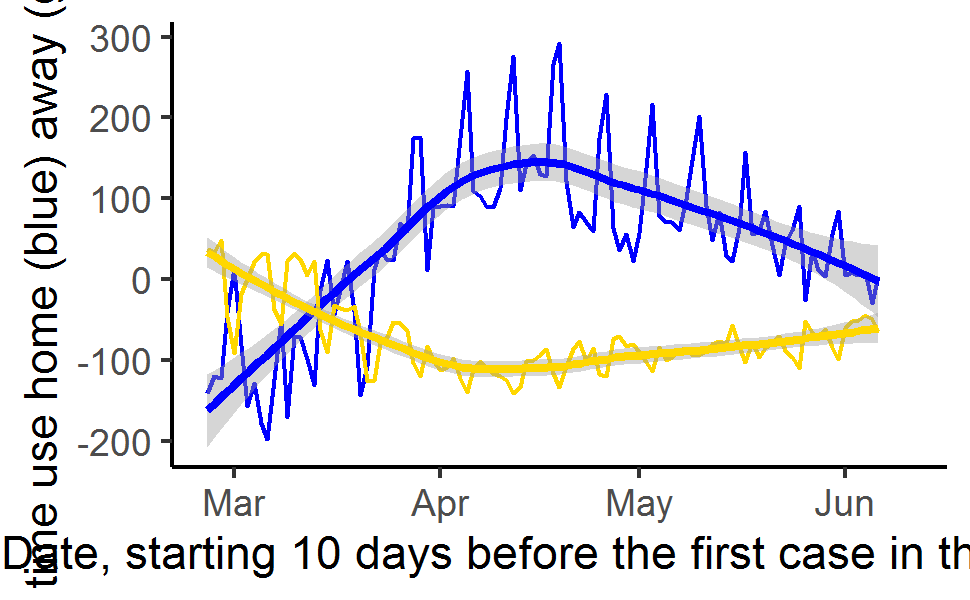 time use home (blue) away (
300
200
100
0
-100
-200
Mar Apr May Jun
Date, starting 10 days before the first case in th